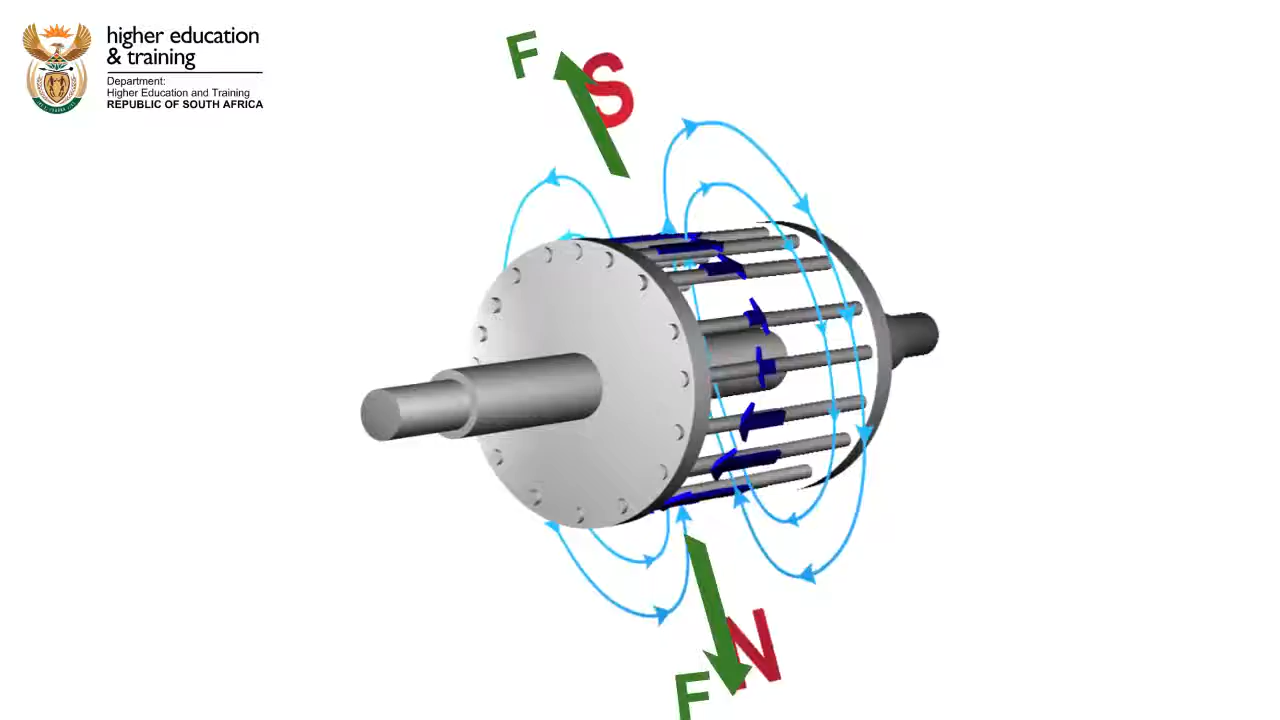 higher education
& training
Department:
Higher Education and Training
REPUBLIC OF SOUTH AFRICA
F
S
N
F